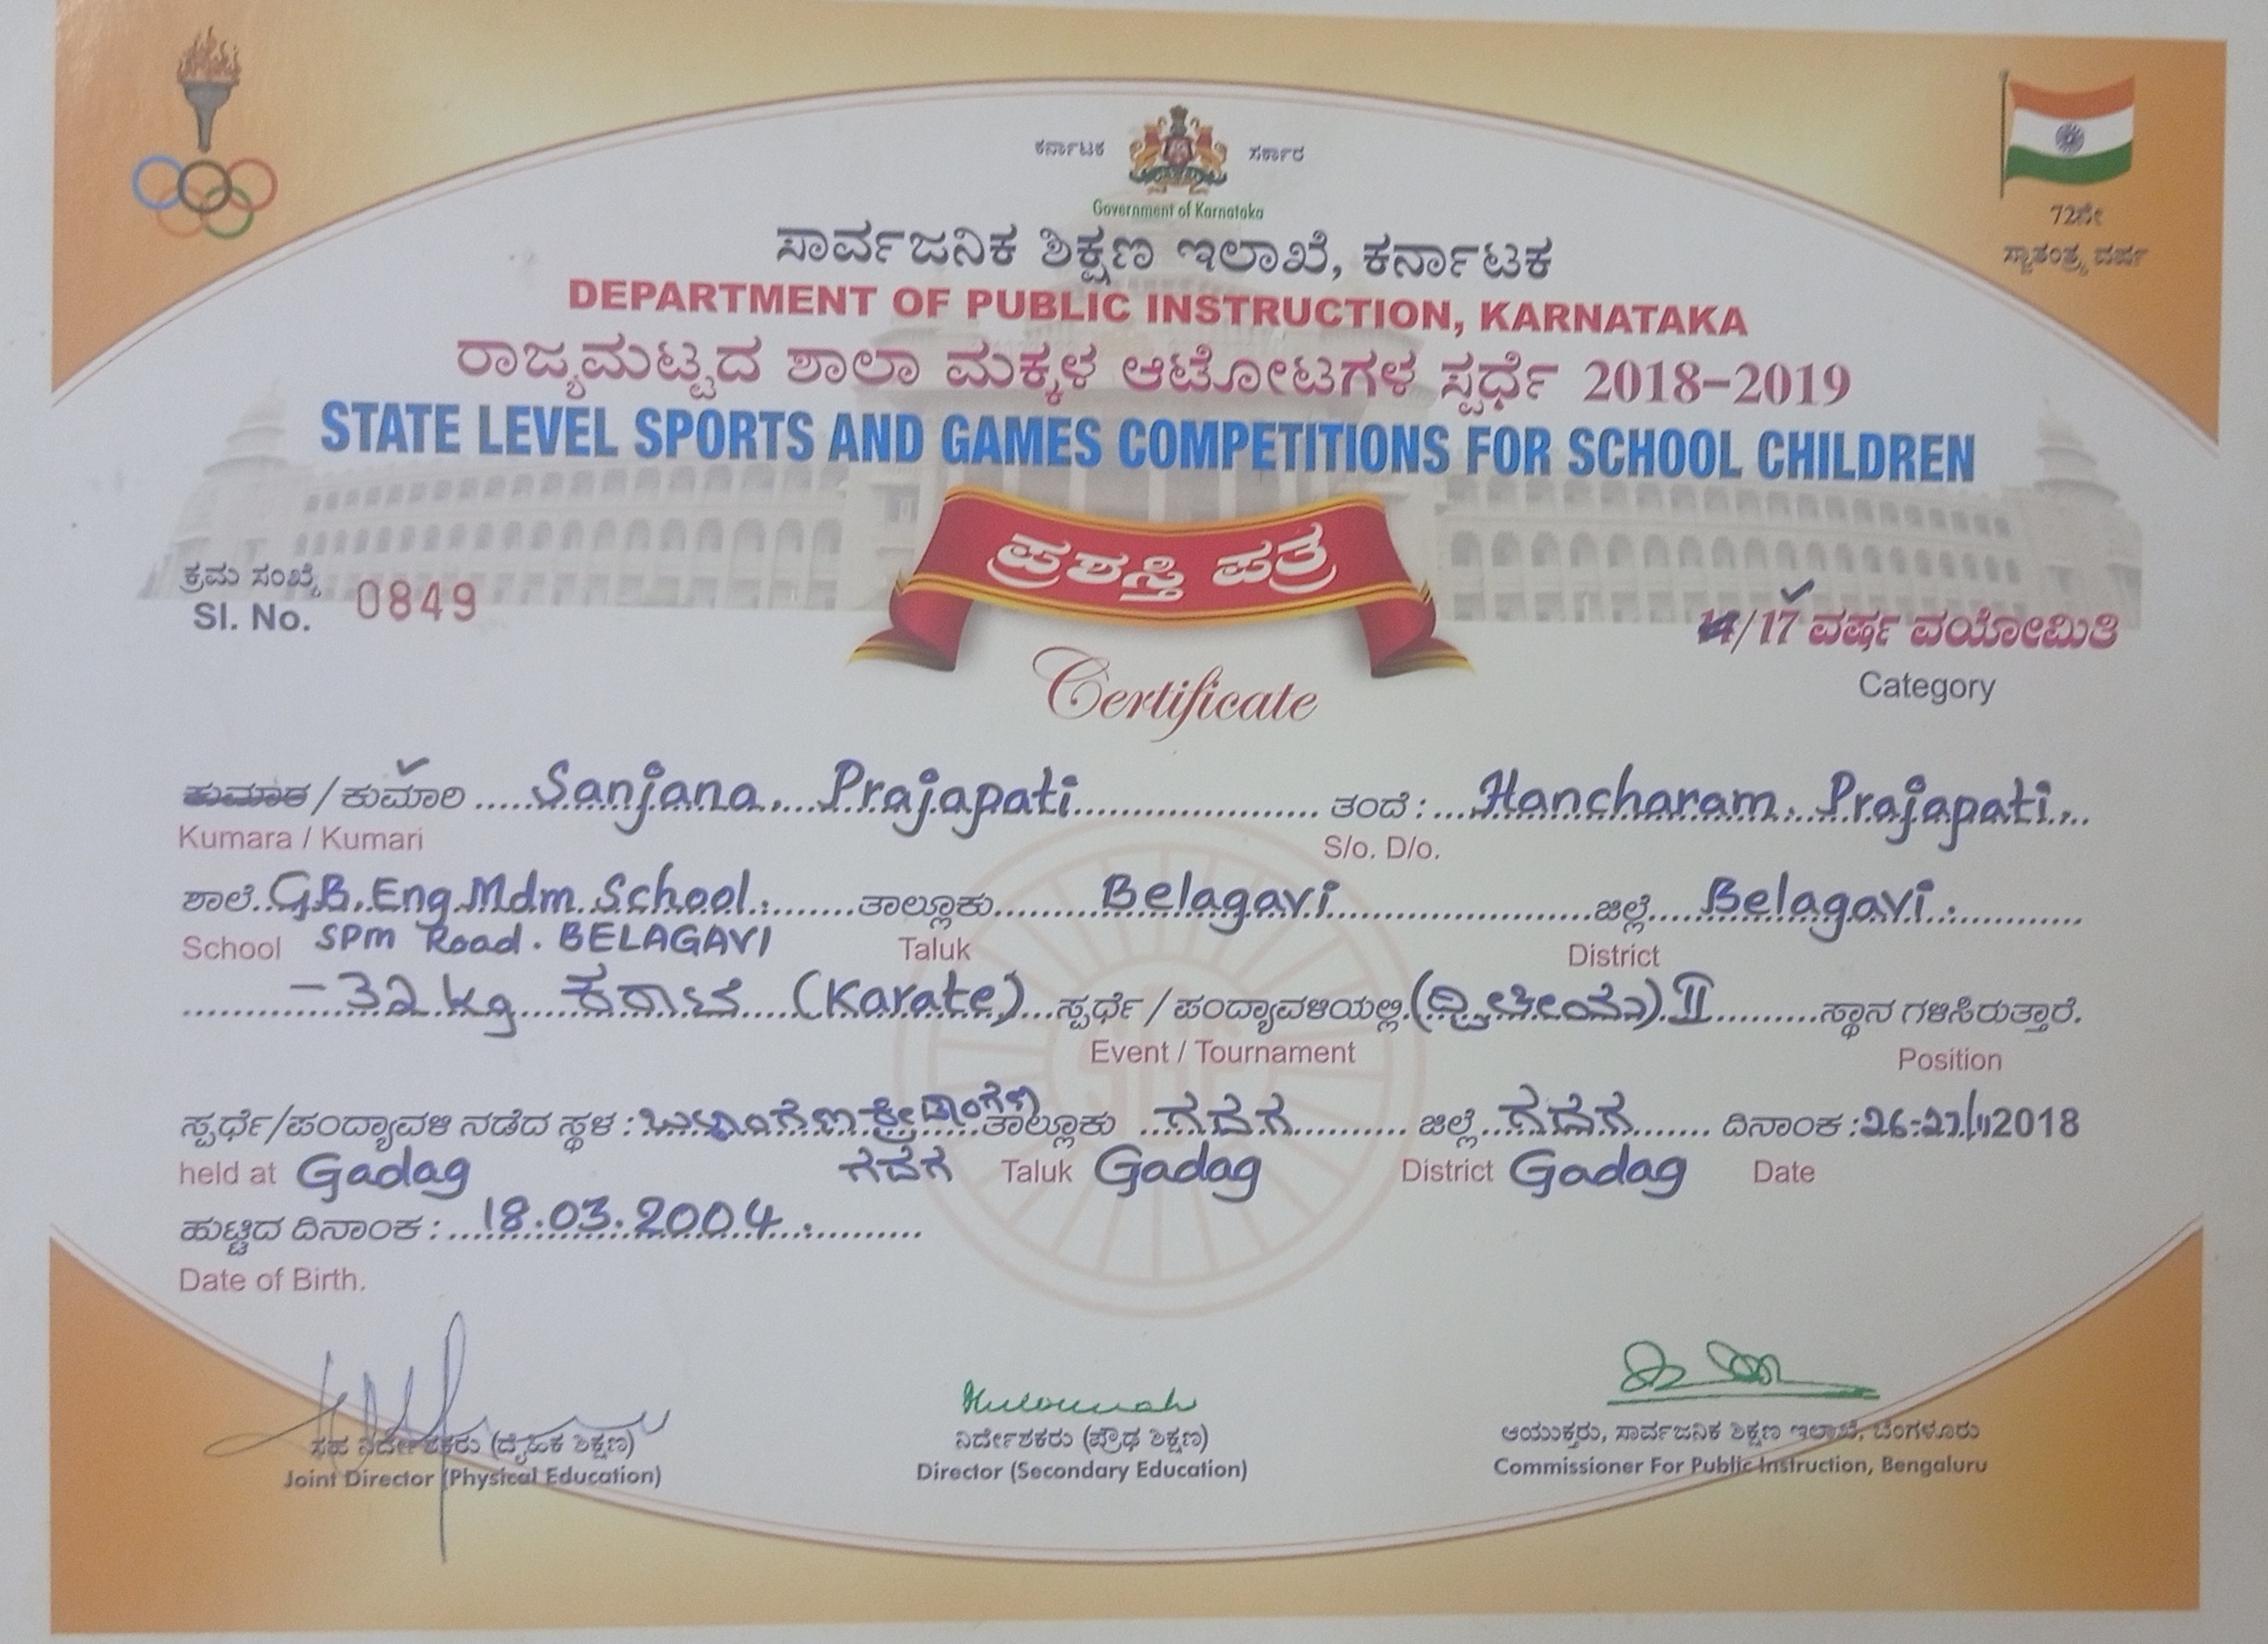 ಕರ್ನಾಟಕ ಸರ್ಕಾರ
Government of Karnataka
72ನೇ
ಸ್ವಾತಂತ್ರ್ಯ ವರ್ಷ
ಸಾರ್ವಜನಿಕ ಶಿಕ್ಷಣ ಇಲಾಖೆ, ಕರ್ನಾಟಕ
DEPARTMENT OF PUBLIC INSTRUCTION, KARNATAKA
ರಾಜ್ಯಮಟ್ಟದ ಶಾಲಾ ಮಕ್ಕಳ ಆಟೋಟಗಳ ಸ್ಪರ್ಧೆ 2018-2019
STATE LEVEL SPORTS AND GAMES COMPETITIONS FOR SCHOOL CHILDREN
ಪ್ರಶಸ್ತಿ ಪತ್ರ
Certificate
ಕ್ರಮ ಸಂಖ್ಯೆ
Sl. No. 0849
14/17 ವರ್ಷ ವಯೋಮಿತಿ
Category
ಕುಮಾರ / ಕುಮಾರಿ Sanjana Prajapati ತಂದೆ : Hancharam Prajapati
Kumara / Kumari S/o. D/o.
ಶಾಲೆ G.B. Eng Mdm School ತಾಲ್ಲೂಕು Belagavi ಜಿಲ್ಲೆ Belagavi
School SPM Road. BELAGAVI Taluk District
-32 kg ಕರಾಟೆ (Karate) ಸ್ಪರ್ಧೆ / ಪಂದ್ಯಾವಳಿಯಲ್ಲಿ (ದ್ವಿತೀಯ) II ಸ್ಥಾನ ಗಳಿಸಿರುತ್ತಾರೆ.
Event / Tournament Position
ಸ್ಪರ್ಧೆ/ಪಂದ್ಯಾವಳಿ ನಡೆದ ಸ್ಥಳ : ಕ್ರೀಡಾಂಗಣ ತಾಲ್ಲೂಕು ಗದಗ ಜಿಲ್ಲೆ ಗದಗ ದಿನಾಂಕ : 26-27/11/2018
held at Gadag ಗದಗ Taluk Gadag District Gadag Date
ಹುಟ್ಟಿದ ದಿನಾಂಕ : 18.03.2004
Date of Birth.
ಸಹ ನಿರ್ದೇಶಕರು (ದೈಹಿಕ ಶಿಕ್ಷಣ)
Joint Director (Physical Education)
ನಿರ್ದೇಶಕರು (ಪ್ರೌಢ ಶಿಕ್ಷಣ)
Director (Secondary Education)
ಆಯುಕ್ತರು, ಸಾರ್ವಜನಿಕ ಶಿಕ್ಷಣ ಇಲಾಖೆ, ಬೆಂಗಳೂರು
Commissioner For Public Instruction, Bengaluru